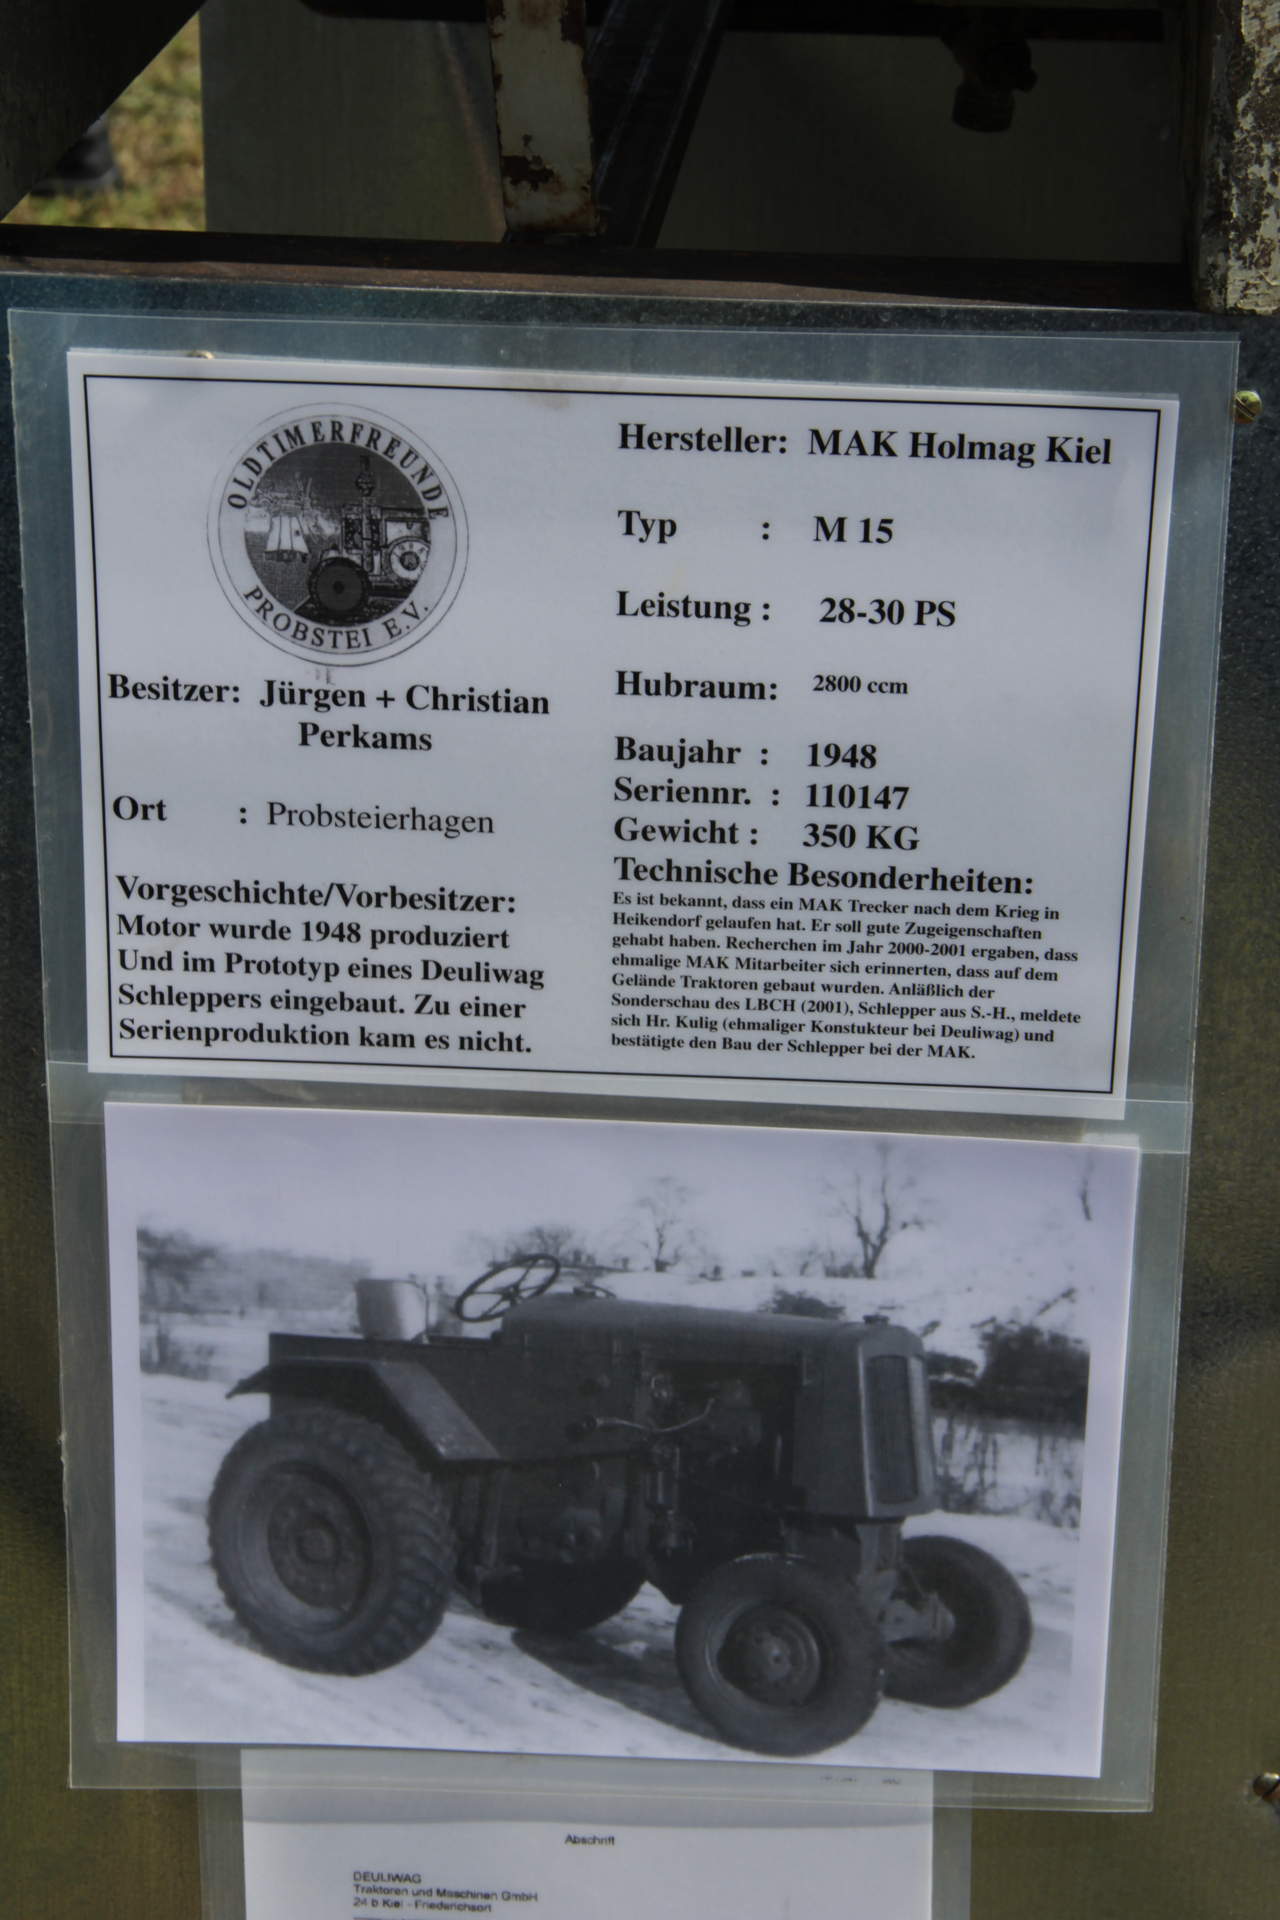 OLDTIMERFREUNDE
PROBSTEI E.V.
Besitzer: Jürgen + Christian
Perkams
Ort : Probsteierhagen
Vorgeschichte/Vorbesitzer:
Motor wurde 1948 produziert
Und im Prototyp eines Deuliwag
Schleppers eingebaut. Zu einer
Serienproduktion kam es nicht.
Hersteller: MAK Holmag Kiel
Typ : M 15
Leistung : 28-30 PS
Hubraum: 2800 ccm
Baujahr : 1948
Seriennr. : 110147
Gewicht : 350 KG
Technische Besonderheiten:
Es ist bekannt, dass ein MAK Trecker nach dem Krieg in
Heikendorf gelaufen hat. Er soll gute Zugeigenschaften
gehabt haben. Recherchen im Jahr 2000-2001 ergaben, dass
ehmalige MAK Mitarbeiter sich erinnerten, dass auf dem
Gelände Traktoren gebaut wurden. Anläßlich der
Sonderschau des LBCH (2001), Schlepper aus S.-H., meldete
sich Hr. Kulig (ehmaliger Konstukteur bei Deuliwag) und
bestätigte den Bau der Schlepper bei der MAK.
Abschrift
DEULIWAG
Traktoren und Maschinen GmbH
24 b Kiel - Friederichsort